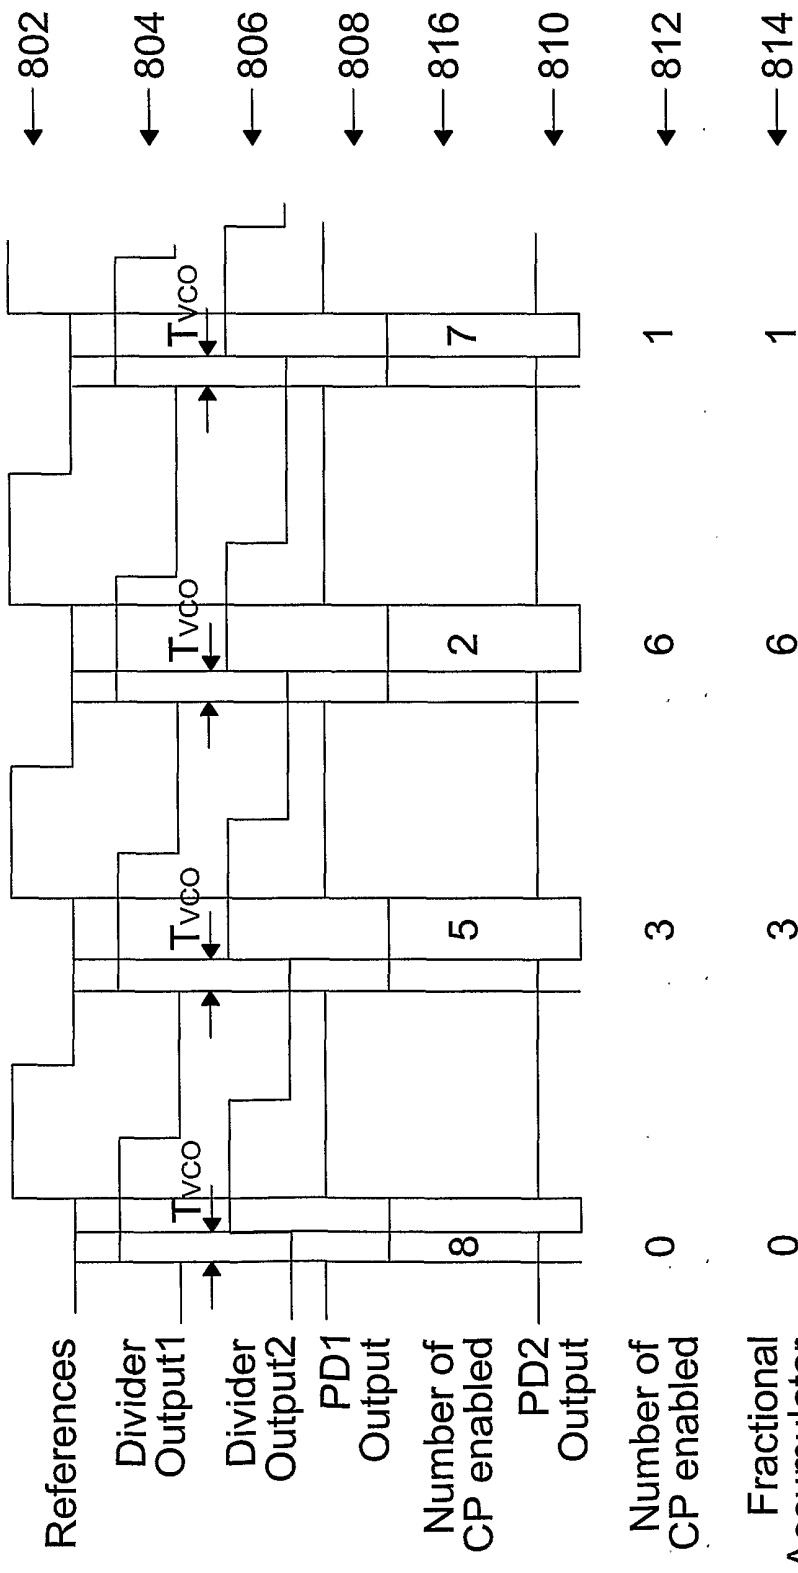 References
802
Divider
Output1
804
TVCO TVCO TVCO TVCO
Divider
Output2
806
PD1
Output
808
Number of
CP enabled
8 5 2 7
816
PD2
Output
810
Number of
CP enabled
0 3 6 1
812
Fractional
0 3 6 1
814